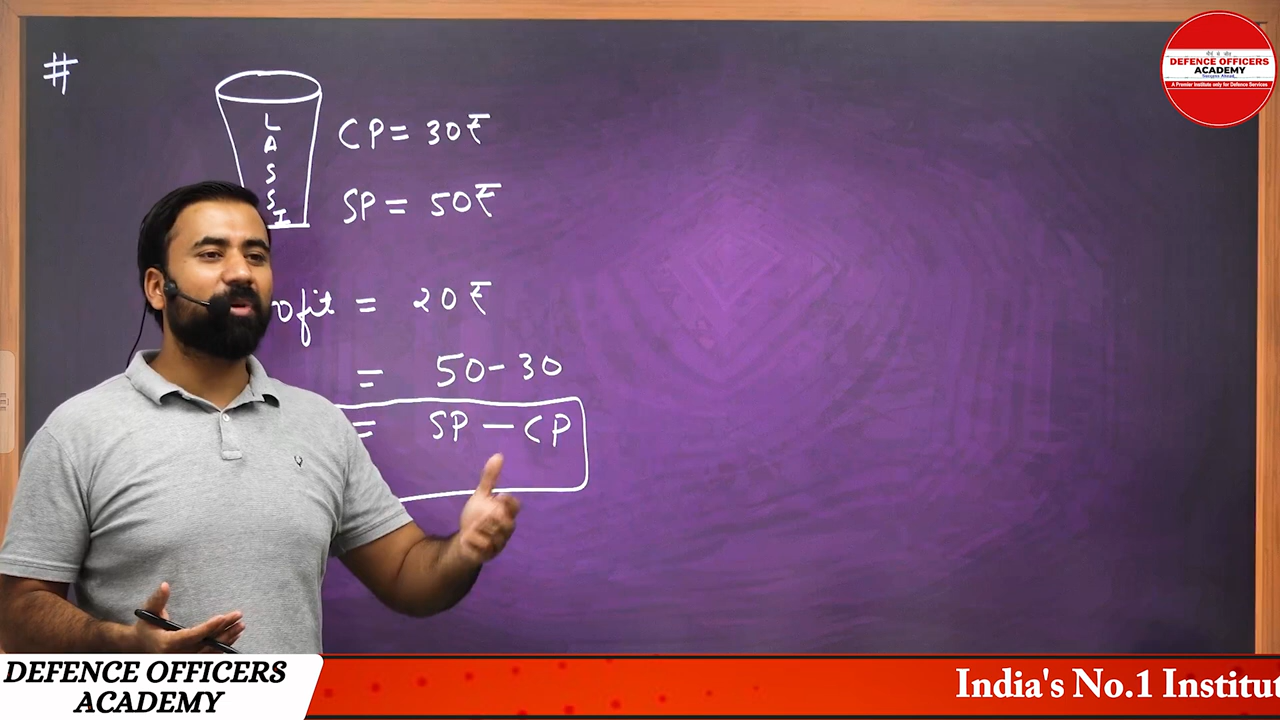 #
LASSI
CP = 30₹
SP = 50₹
ofit = 20₹
= 50-30
= SP - CP
DEFENCE OFFICERS
ACADEMY
A Premier Institute only for Defence Services
DEFENCE OFFICERS
ACADEMY
India's No.1 Institut